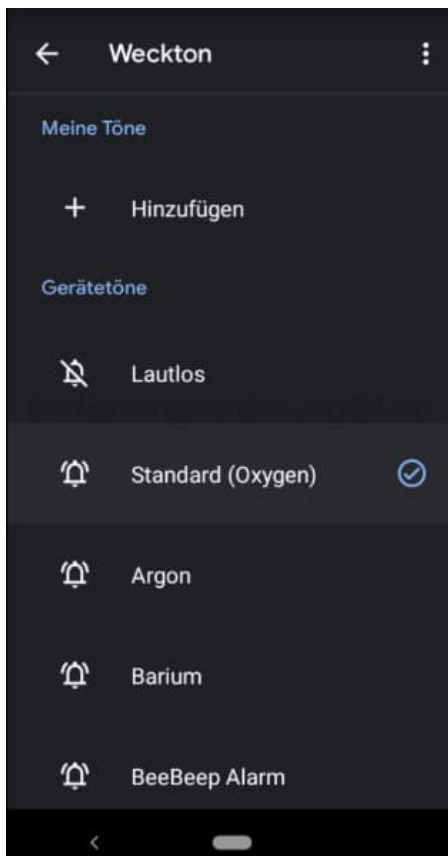 Weckton
Meine Töne
Hinzufügen
Gerätetöne
Lautlos
Standard (Oxygen)
Argon
Barium
BeeBeep Alarm